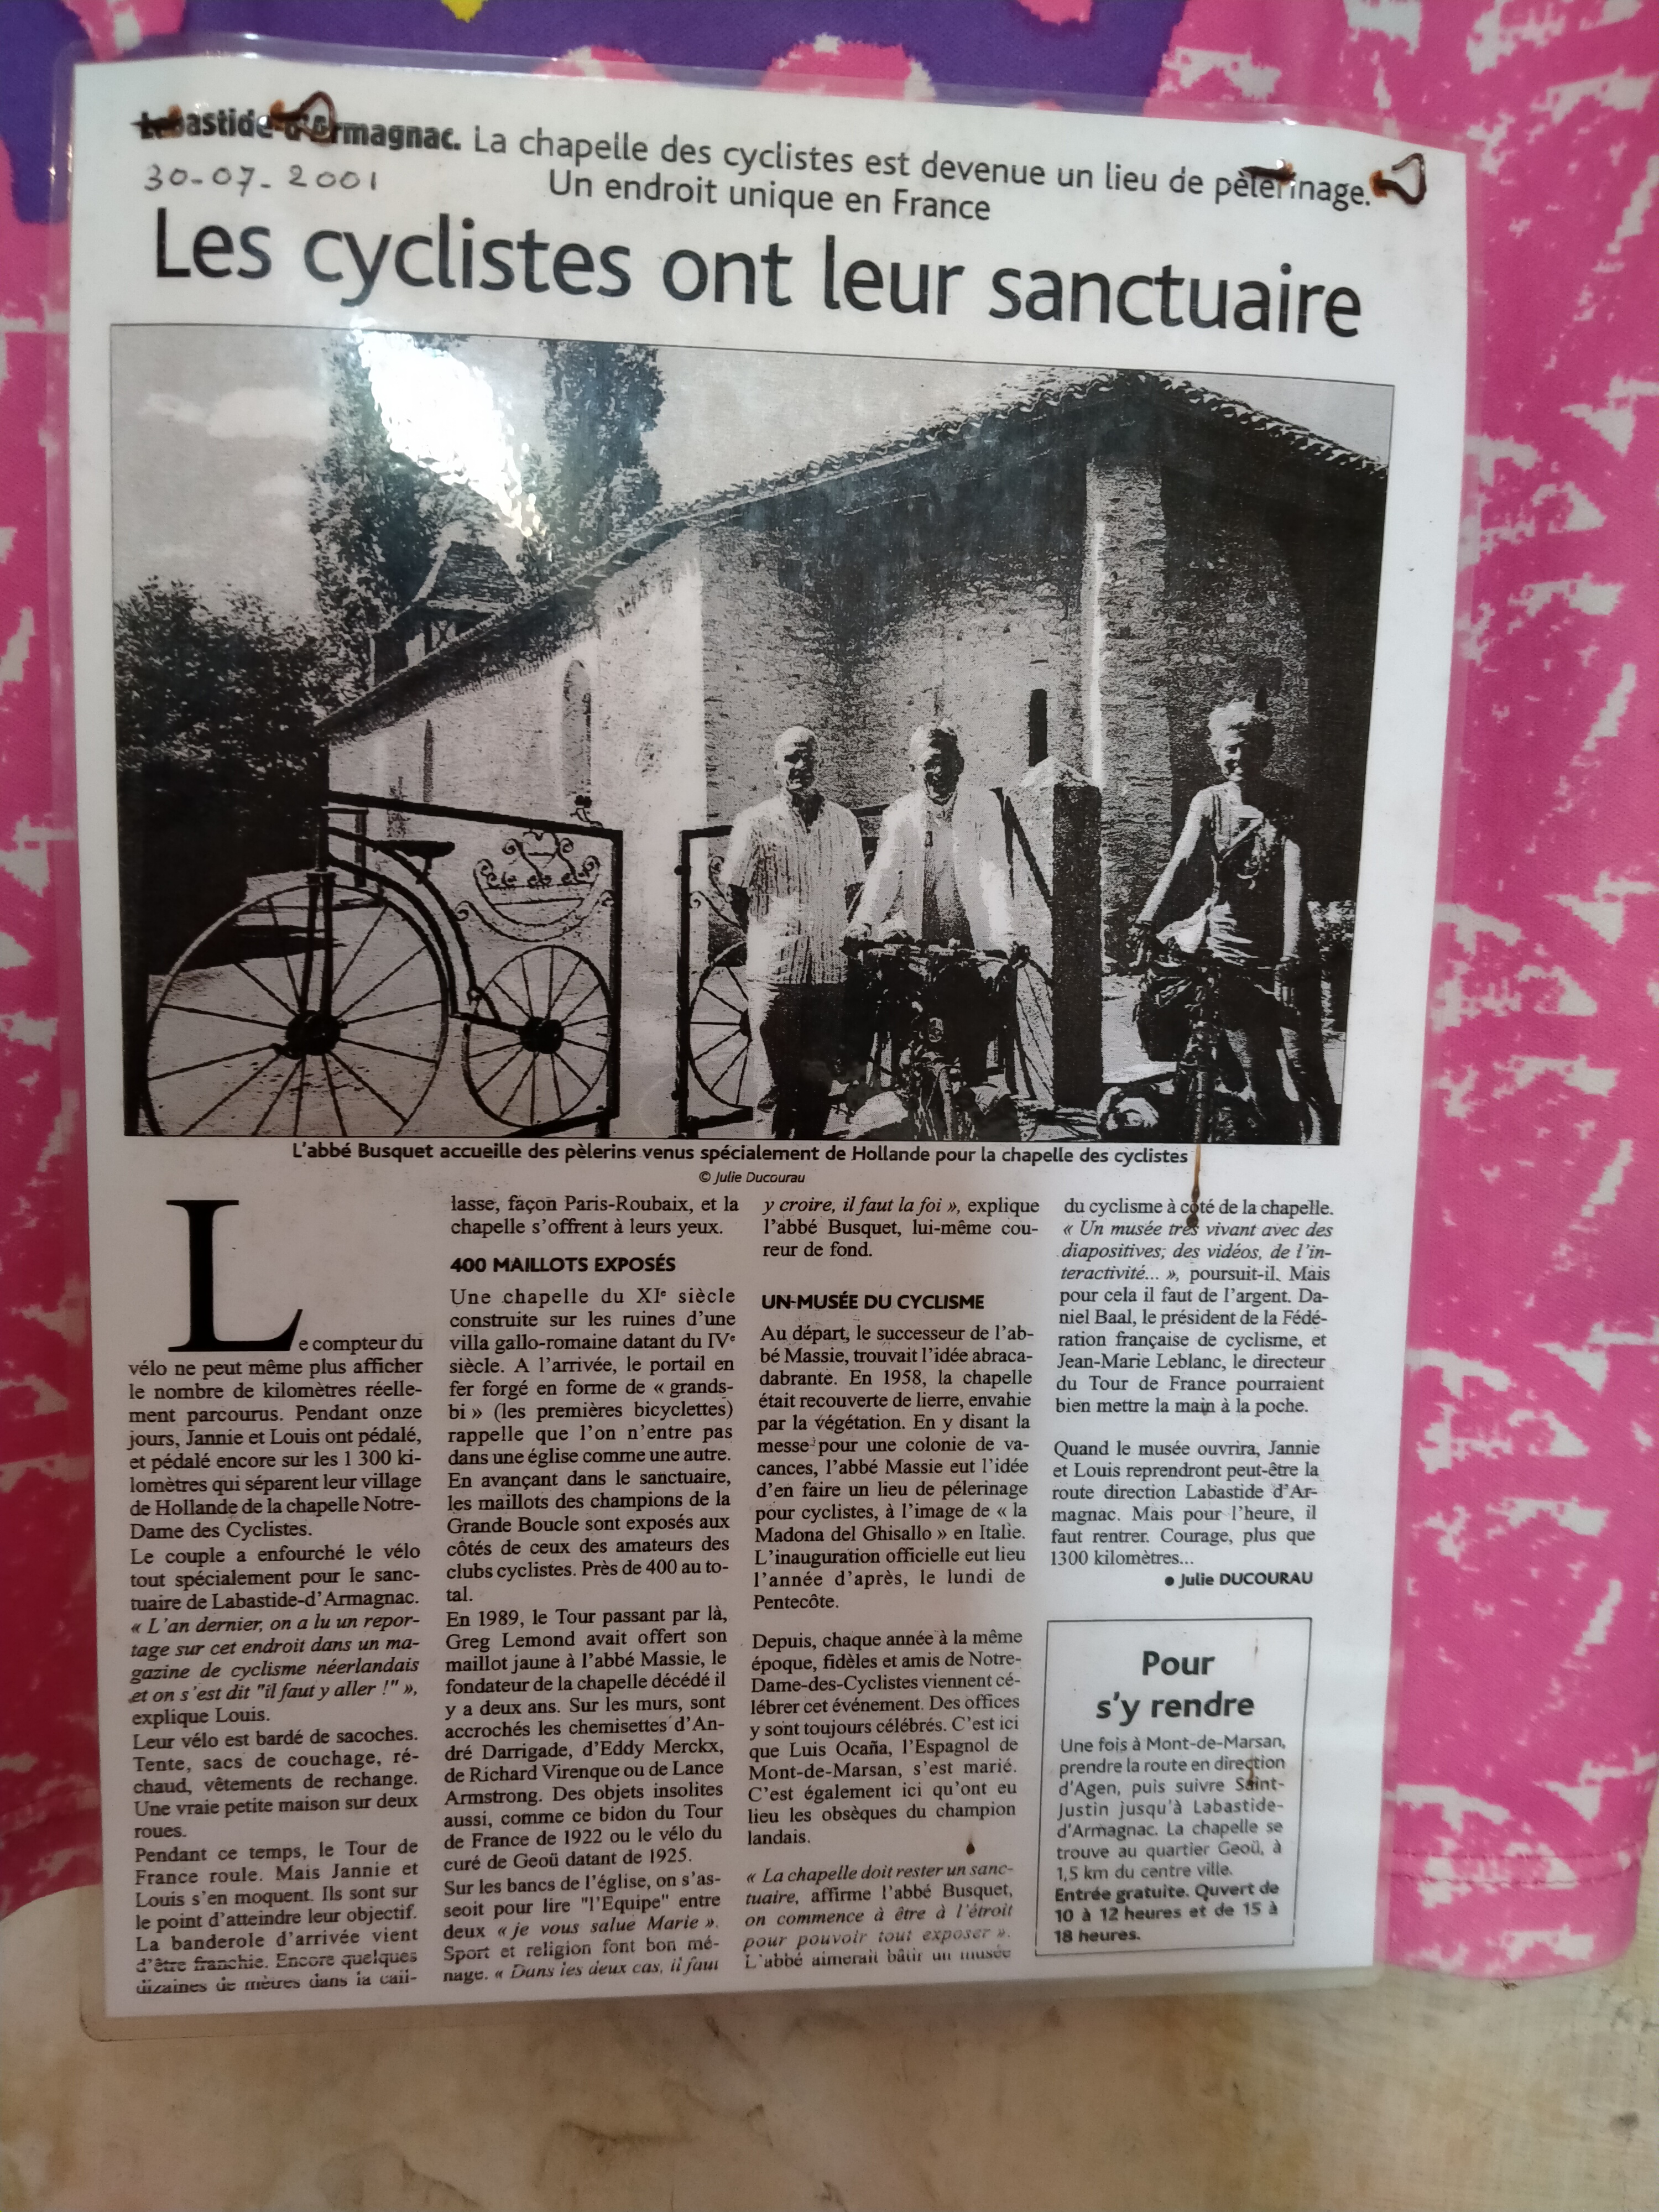 Labastide d'Armagnac. La chapelle des cyclistes est devenue un lieu de pèlerinage.
30-07-2001
Un endroit unique en France
Les cyclistes ont leur sanctuaire
L'abbé Busquet accueille des pèlerins venus spécialement de Hollande pour la chapelle des cyclistes
© Julie Ducourau
Le compteur du
vélo ne peut même plus afficher
le nombre de kilomètres réelle-
ment parcourus. Pendant onze
jours, Jannie et Louis ont pédalé,
et pédalé encore sur les 1 300 ki-
lomètres qui séparent leur village
de Hollande de la chapelle Notre-
Dame des Cyclistes.
Le couple a enfourché le vélo
tout spécialement pour le sanc-
tuaire de Labastide-d'Armagnac.
« L'an dernier, on a lu un repor-
tage sur cet endroit dans un ma-
gazine de cyclisme néerlandais
et on s'est dit "il faut y aller !" »,
explique Louis.
Leur vélo est bardé de sacoches.
Tente, sacs de couchage, ré-
chaud, vêtements de rechange.
Une vraie petite maison sur deux
roues.
Pendant ce temps, le Tour de
France roule. Mais Jannie et
Louis s'en moquent. Ils sont sur
le point d'atteindre leur objectif.
La banderole d'arrivée vient
d'être franchie. Encore quelques
dizaines de mètres dans la cail-
lasse, façon Paris-Roubaix, et la
chapelle s'offrent à leurs yeux.
400 MAILLOTS EXPOSÉS
Une chapelle du XIe siècle
construite sur les ruines d'une
villa gallo-romaine datant du IVe
siècle. A l'arrivée, le portail en
fer forgé en forme de « grands-
bi » (les premières bicyclettes)
rappelle que l'on n'entre pas
dans une église comme une autre.
En avançant dans le sanctuaire,
les maillots des champions de la
Grande Boucle sont exposés aux
côtés de ceux des amateurs des
clubs cyclistes. Près de 400 au to-
tal.
En 1989, le Tour passant par là,
Greg Lemond avait offert son
maillot jaune à l'abbé Massie, le
fondateur de la chapelle décédé il
y a deux ans. Sur les murs, sont
accrochés les chemisettes d'An-
dré Darrigade, d'Eddy Merckx,
de Richard Virenque ou de Lance
Armstrong. Des objets insolites
aussi, comme ce bidon du Tour
de France de 1922 ou le vélo du
curé de Geoü datant de 1925.
Sur les bancs de l'église, on s'as-
seoit pour lire "l'Equipe" entre
deux « je vous salue Marie ».
Sport et religion font bon mé-
nage. « Dans les deux cas, il faut
y croire, il faut la foi », explique
l'abbé Busquet, lui-même cou-
reur de fond.
UN MUSÉE DU CYCLISME
Au départ, le successeur de l'ab-
bé Massie, trouvait l'idée abraca-
dabrante. En 1958, la chapelle
était recouverte de lierre, envahie
par la végétation. En y disant la
messe pour une colonie de va-
cances, l'abbé Massie eut l'idée
d'en faire un lieu de pélerinage
pour cyclistes, à l'image de « la
Madona del Ghisallo » en Italie.
L'inauguration officielle eut lieu
l'année d'après, le lundi de
Pentecôte.
Depuis, chaque année à la même
époque, fidèles et amis de Notre-
Dame-des-Cyclistes viennent cé-
lébrer cet événement. Des offices
y sont toujours célébrés. C'est ici
que Luis Ocaña, l'Espagnol de
Mont-de-Marsan, s'est marié.
C'est également ici qu'ont eu
lieu les obsèques du champion
landais.
« La chapelle doit rester un sanc-
tuaire, affirme l'abbé Busquet,
on commence à être à l'étroit
pour pouvoir tout exposer ».
L'abbé aimerait bâtir un musée
du cyclisme à côté de la chapelle.
« Un musée très vivant avec des
diapositives, des vidéos, de l'in-
teractivité... », poursuit-il. Mais
pour cela il faut de l'argent. Da-
niel Baal, le président de la Fédé-
ration française de cyclisme, et
Jean-Marie Leblanc, le directeur
du Tour de France pourraient
bien mettre la main à la poche.
Quand le musée ouvrira, Jannie
et Louis reprendront peut-être la
route direction Labastide d'Ar-
magnac. Mais pour l'heure, il
faut rentrer. Courage, plus que
1300 kilomètres...
● Julie DUCOURAU
Pour
s'y rendre
Une fois à Mont-de-Marsan,
prendre la route en direction
d'Agen, puis suivre Saint-
Justin jusqu'à Labastide-
d'Armagnac. La chapelle se
trouve au quartier Geoü, à
1,5 km du centre ville.
Entrée gratuite. Ouvert de
10 à 12 heures et de 15 à
18 heures.